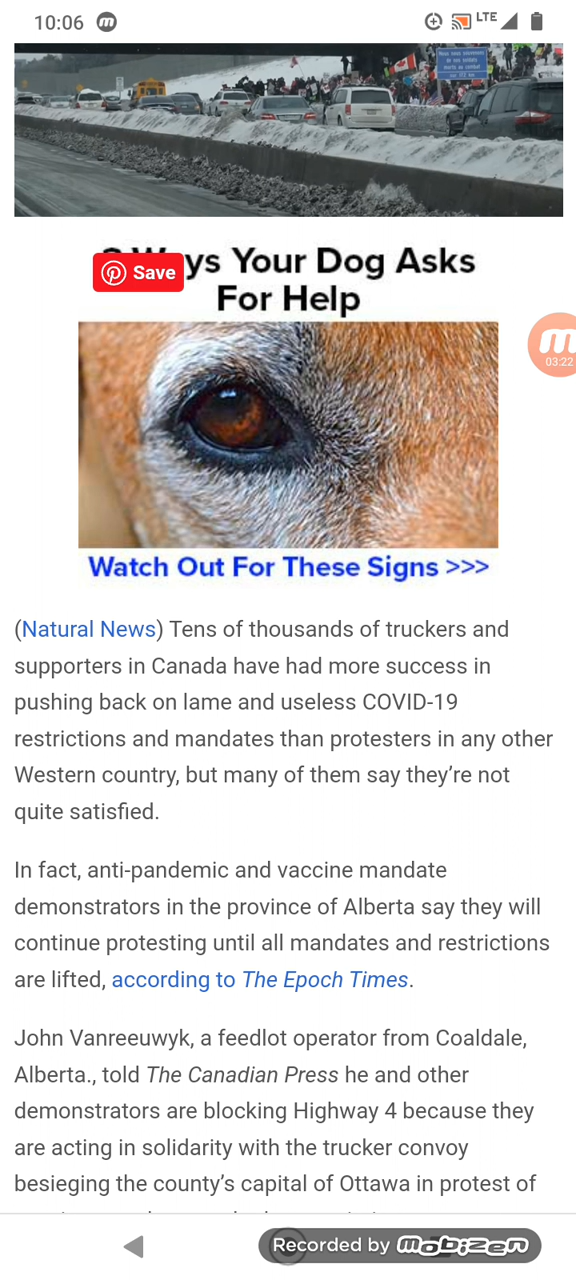 10:06
LTE
Save
ys Your Dog Asks
For Help
03:22
Watch Out For These Signs >>>
(Natural News) Tens of thousands of truckers and
supporters in Canada have had more success in
pushing back on lame and useless COVID-19
restrictions and mandates than protesters in any other
Western country, but many of them say they’re not
quite satisfied.
In fact, anti-pandemic and vaccine mandate
demonstrators in the province of Alberta say they will
continue protesting until all mandates and restrictions
are lifted, according to The Epoch Times.
John Vanreeuwyk, a feedlot operator from Coaldale,
Alberta., told The Canadian Press he and other
demonstrators are blocking Highway 4 because they
are acting in solidarity with the trucker convoy
besieging the county’s capital of Ottawa in protest of
Recorded by mobizen